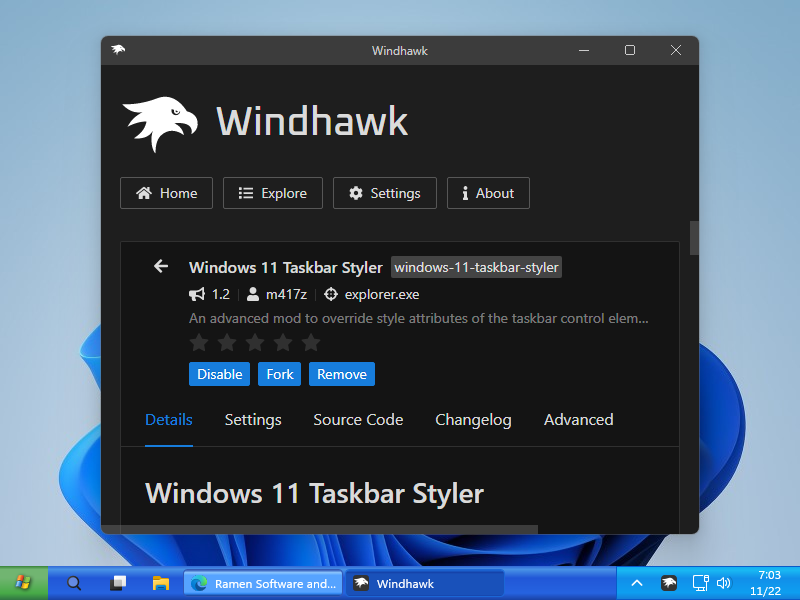 Windhawk
Windhawk
Home Explore Settings About
Windows 11 Taskbar Styler windows-11-taskbar-styler
1.2 m417z explorer.exe
An advanced mod to override style attributes of the taskbar control elem...
Disable Fork Remove
Details Settings Source Code Changelog Advanced
Windows 11 Taskbar Styler
Ramen Software and... Windhawk 7:03
11/22